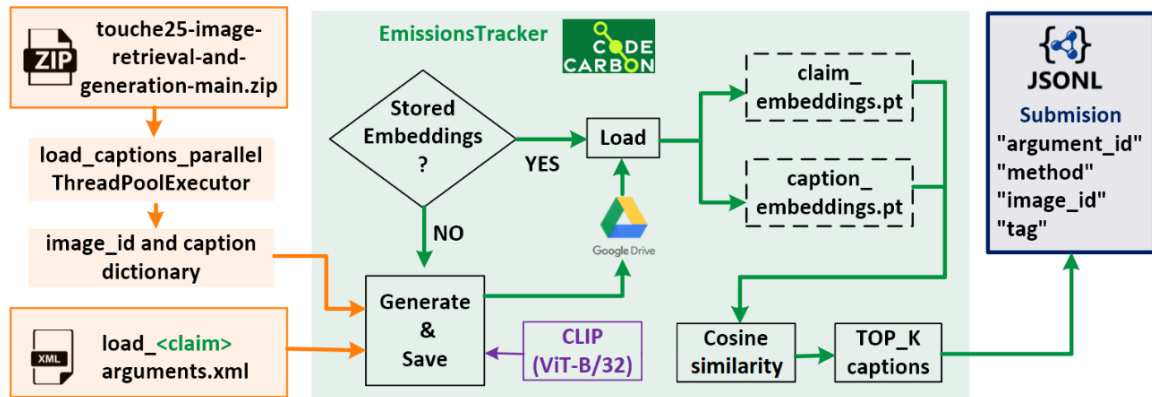 ZIP
touche25-image-
retrieval-and-
generation-main.zip
load_captions_parallel
ThreadPoolExecutor
image_id and caption
dictionary
XML
load_<claim>
arguments.xml
EmissionsTracker
CODE
CARBON
Stored
Embeddings
?
YES
NO
Load
Google Drive
Generate
&
Save
CLIP
(ViT-B/32)
claim_
embeddings.pt
caption_
embeddings.pt
Cosine
similarity
TOP_K
captions
JSONL
Submision
"argument_id"
"method"
"image_id"
"tag"